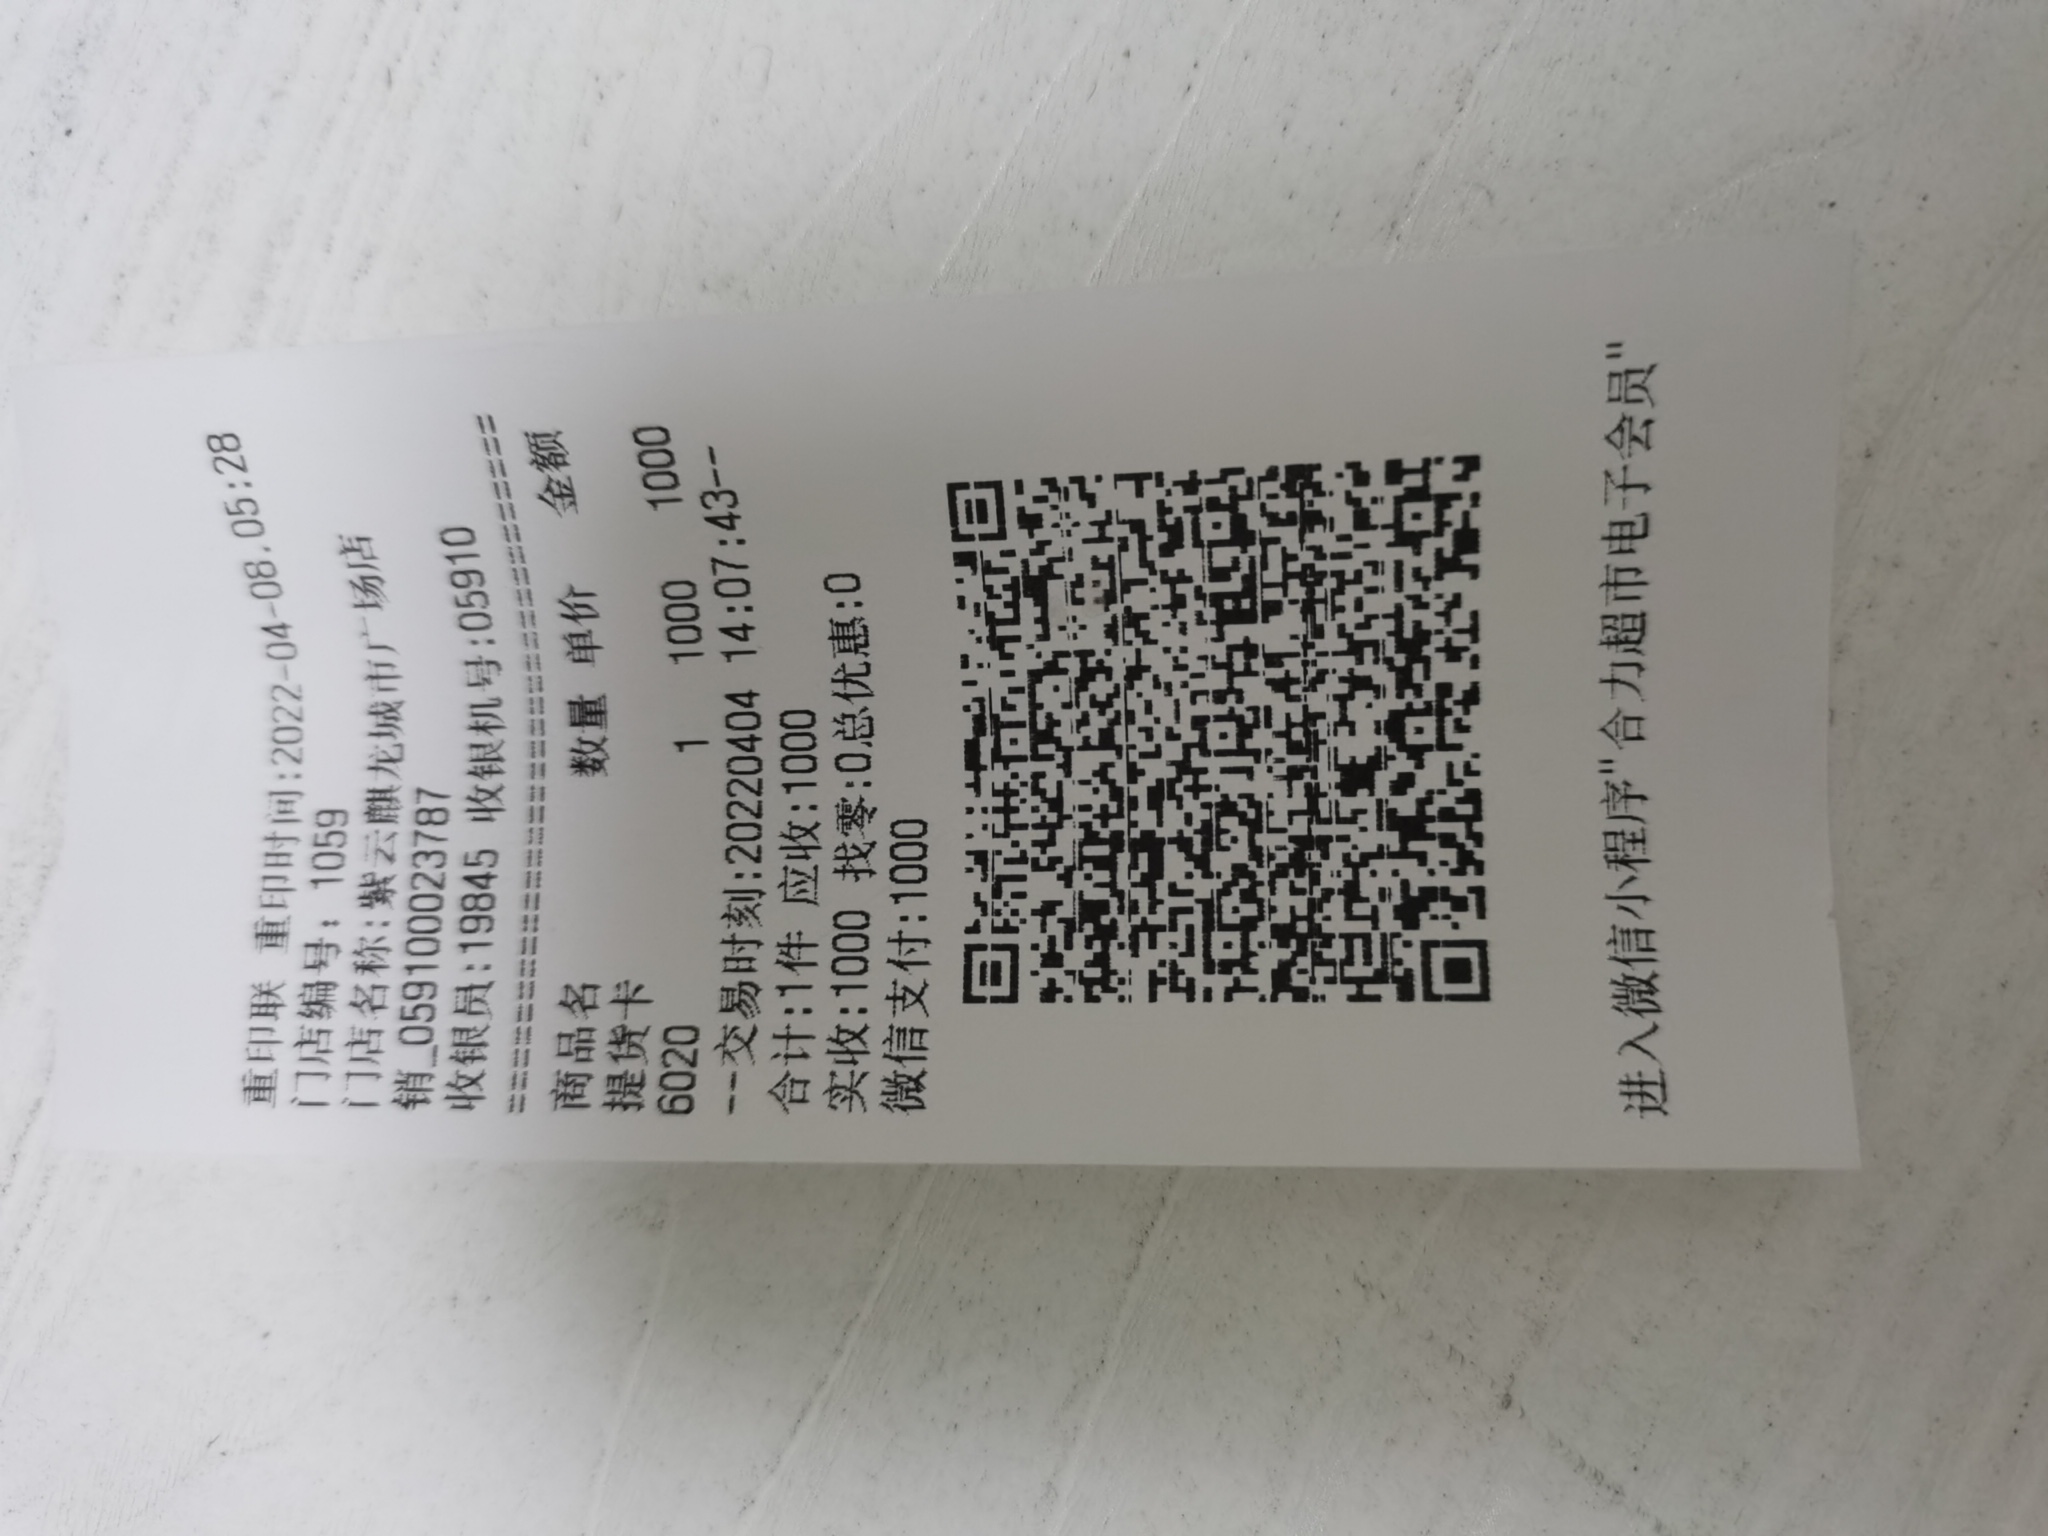 重印联 重印时间:2022-04-08.05:28
门店编号: 1059
门店名称:紫云麒龙城市广场店
销_0591000023787
收银员:19845 收银机号:05910
========================================
商品名 数量 单价 金额
提货卡
6020 1 1000 1000
--交易时刻:20220404 14:07:43--
合计:1件 应收:1000
实收:1000 找零:0总优惠:0
微信支付:1000
进入微信小程序"合力超市电子会员"